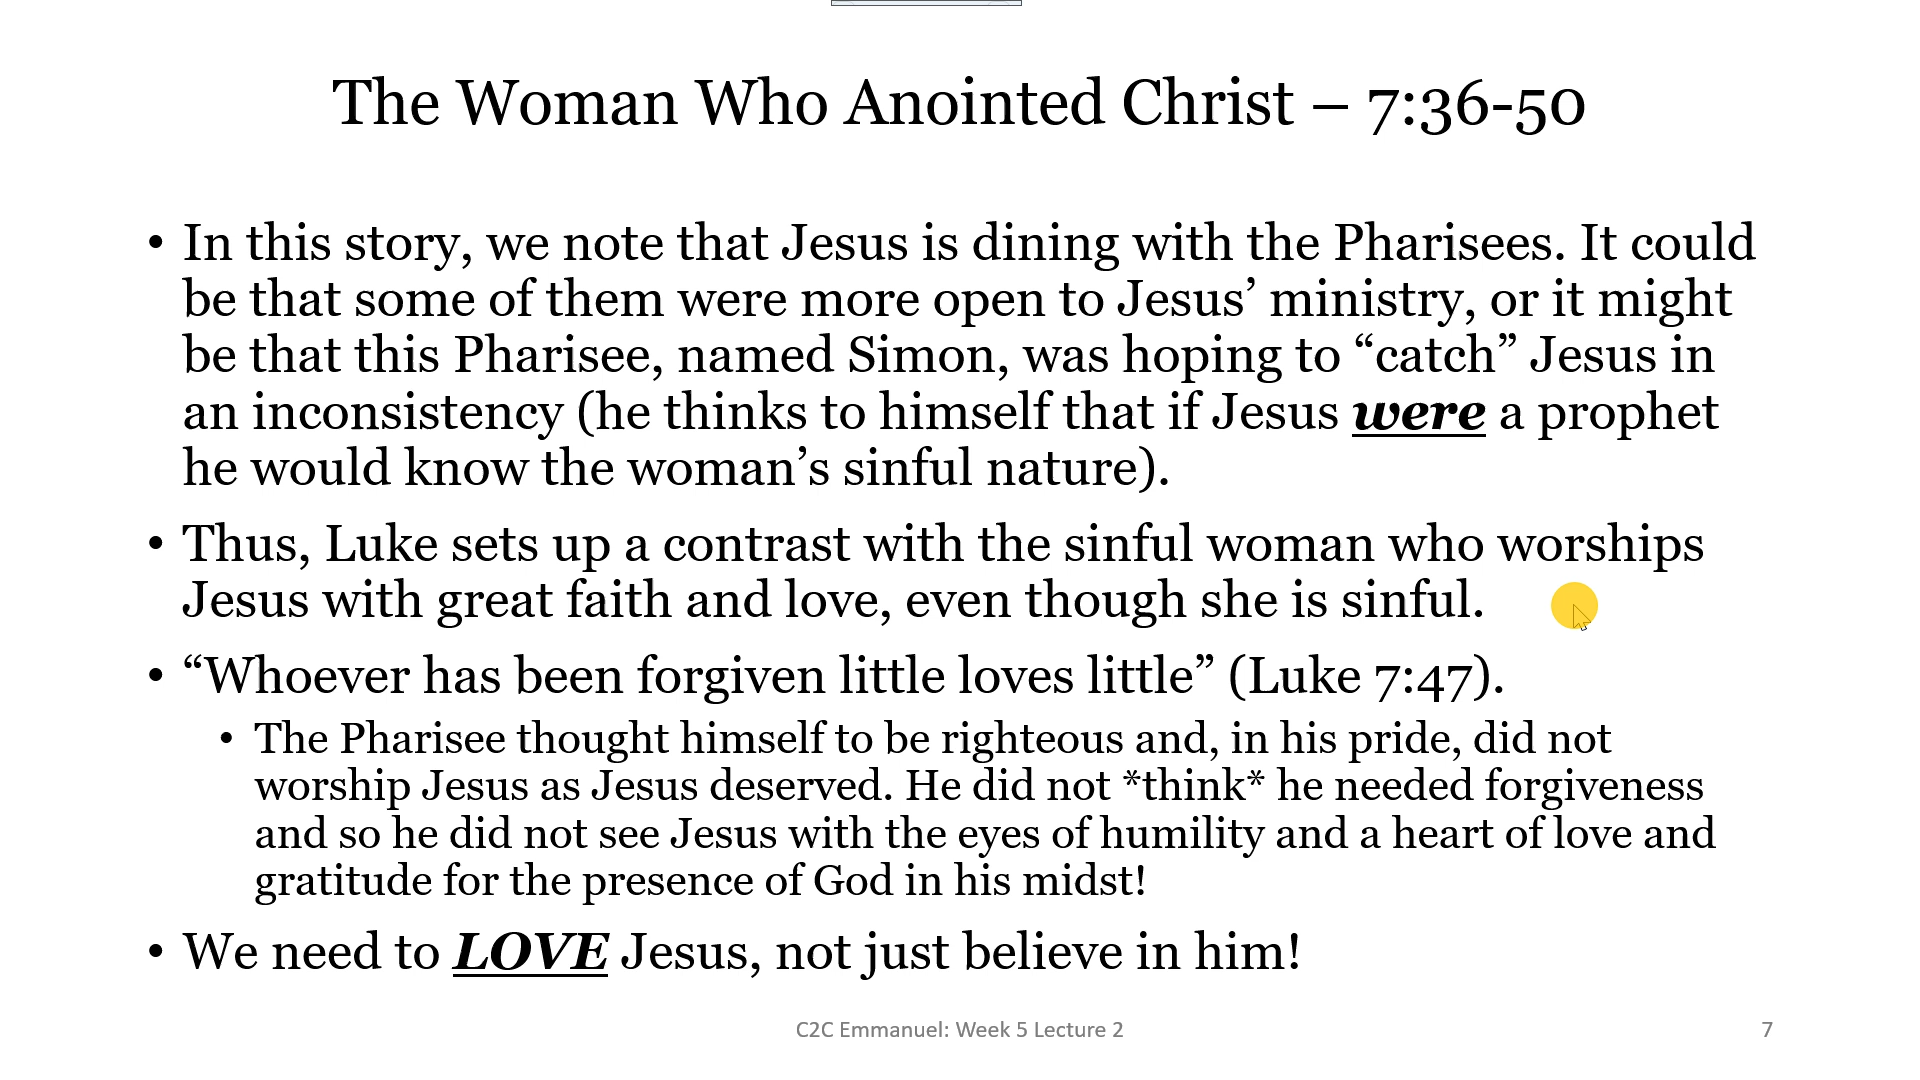 The Woman Who Anointed Christ – 7:36-50
• In this story, we note that Jesus is dining with the Pharisees. It could
be that some of them were more open to Jesus’ ministry, or it might
be that this Pharisee, named Simon, was hoping to “catch” Jesus in
an inconsistency (he thinks to himself that if Jesus were a prophet
he would know the woman’s sinful nature).
• Thus, Luke sets up a contrast with the sinful woman who worships
Jesus with great faith and love, even though she is sinful.
• “Whoever has been forgiven little loves little” (Luke 7:47).
• The Pharisee thought himself to be righteous and, in his pride, did not
worship Jesus as Jesus deserved. He did not *think* he needed forgiveness
and so he did not see Jesus with the eyes of humility and a heart of love and
gratitude for the presence of God in his midst!
• We need to LOVE Jesus, not just believe in him!
C2C Emmanuel: Week 5 Lecture 2
7